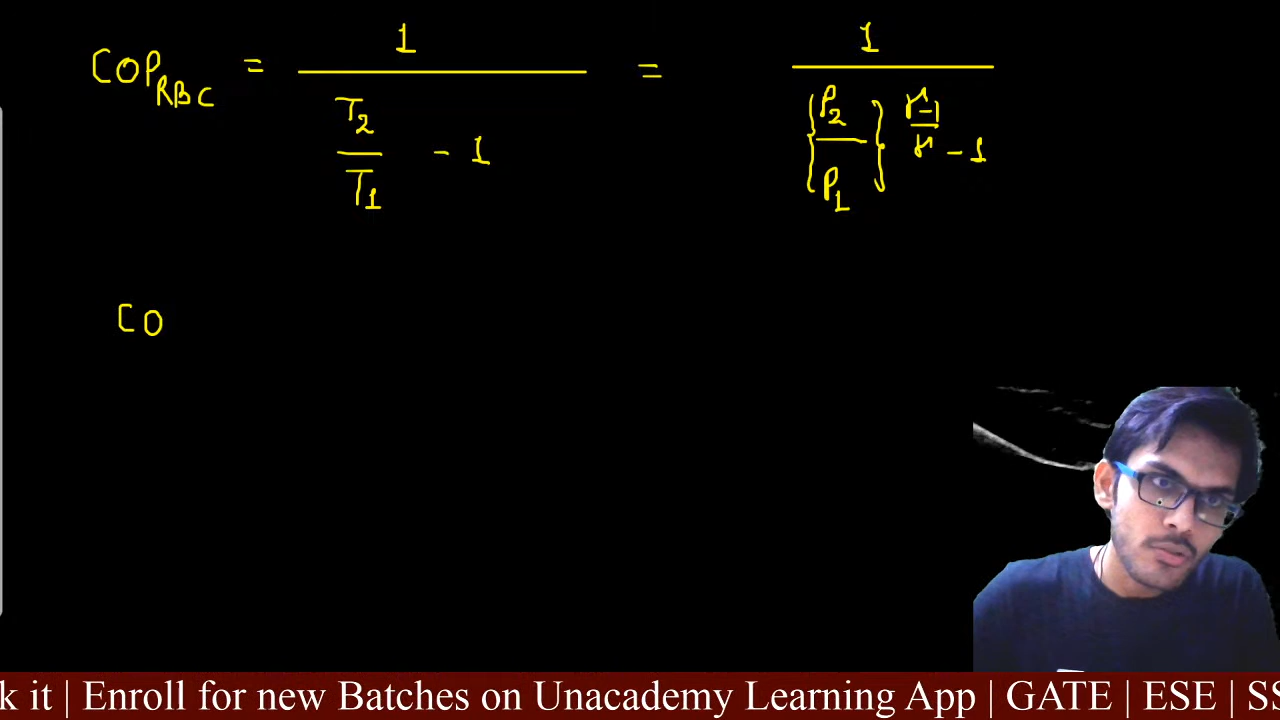 COP_RBC = 1 / (T2/T1 - 1) = 1 / ({P2/P1}^(γ-1/γ) - 1)
CO
k it | Enroll for new Batches on Unacademy Learning App | GATE | ESE | SS